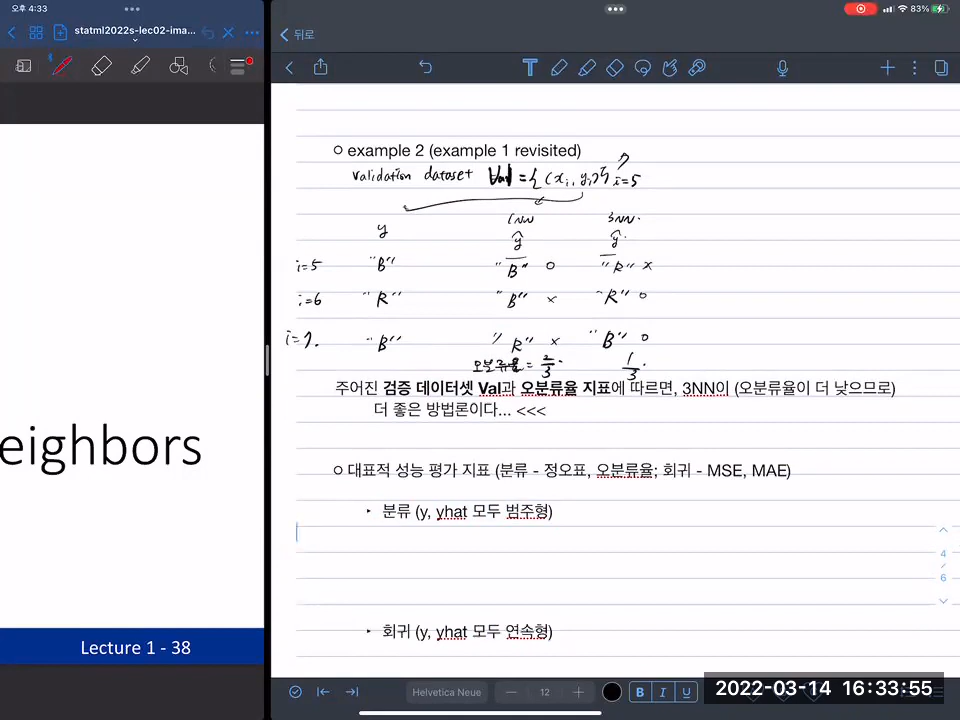 오후 4:33
83%
statml2022s-lec02-ima...
뒤로
example 2 (example 1 revisited)
validation dataset Val = {(xi, yi)} i=5
7
y 1NN ŷ 3NN ŷ
i=5 "B" "B" o "R" x
i=6 "R" "B" x "R" o
i=7. "B" "R" x "B" o
오분류율 = 2/3. 1/3.
주어진 검증 데이터셋 Val과 오분류율 지표에 따르면, 3NN이 (오분류율이 더 낮으므로)
더 좋은 방법론이다... <<<
eighbors
대표적 성능 평가 지표 (분류 - 정오표, 오분류율; 회귀 - MSE, MAE)
분류 (y, yhat 모두 범주형)
4
/
6
회귀 (y, yhat 모두 연속형)
Lecture 1 - 38
Helvetica Neue
12
B I U
2022-03-14 16:33:55